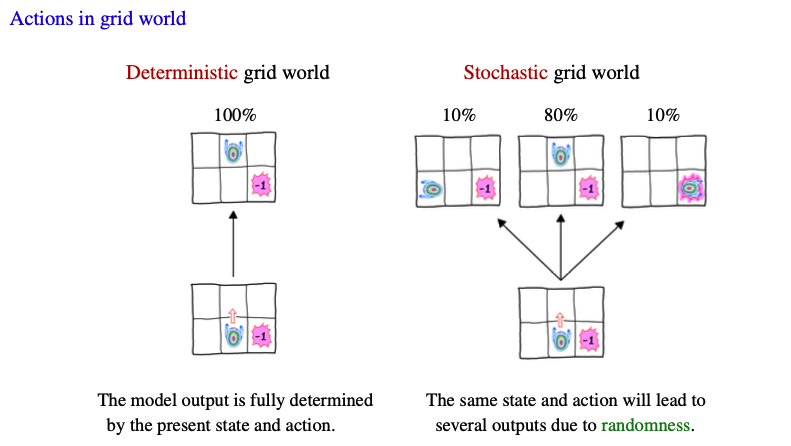 Actions in grid world
Deterministic grid world
100%
-1
-1
The model output is fully determined
by the present state and action.
Stochastic grid world
10%
80%
10%
-1
-1
-1
The same state and action will lead to
several outputs due to randomness.